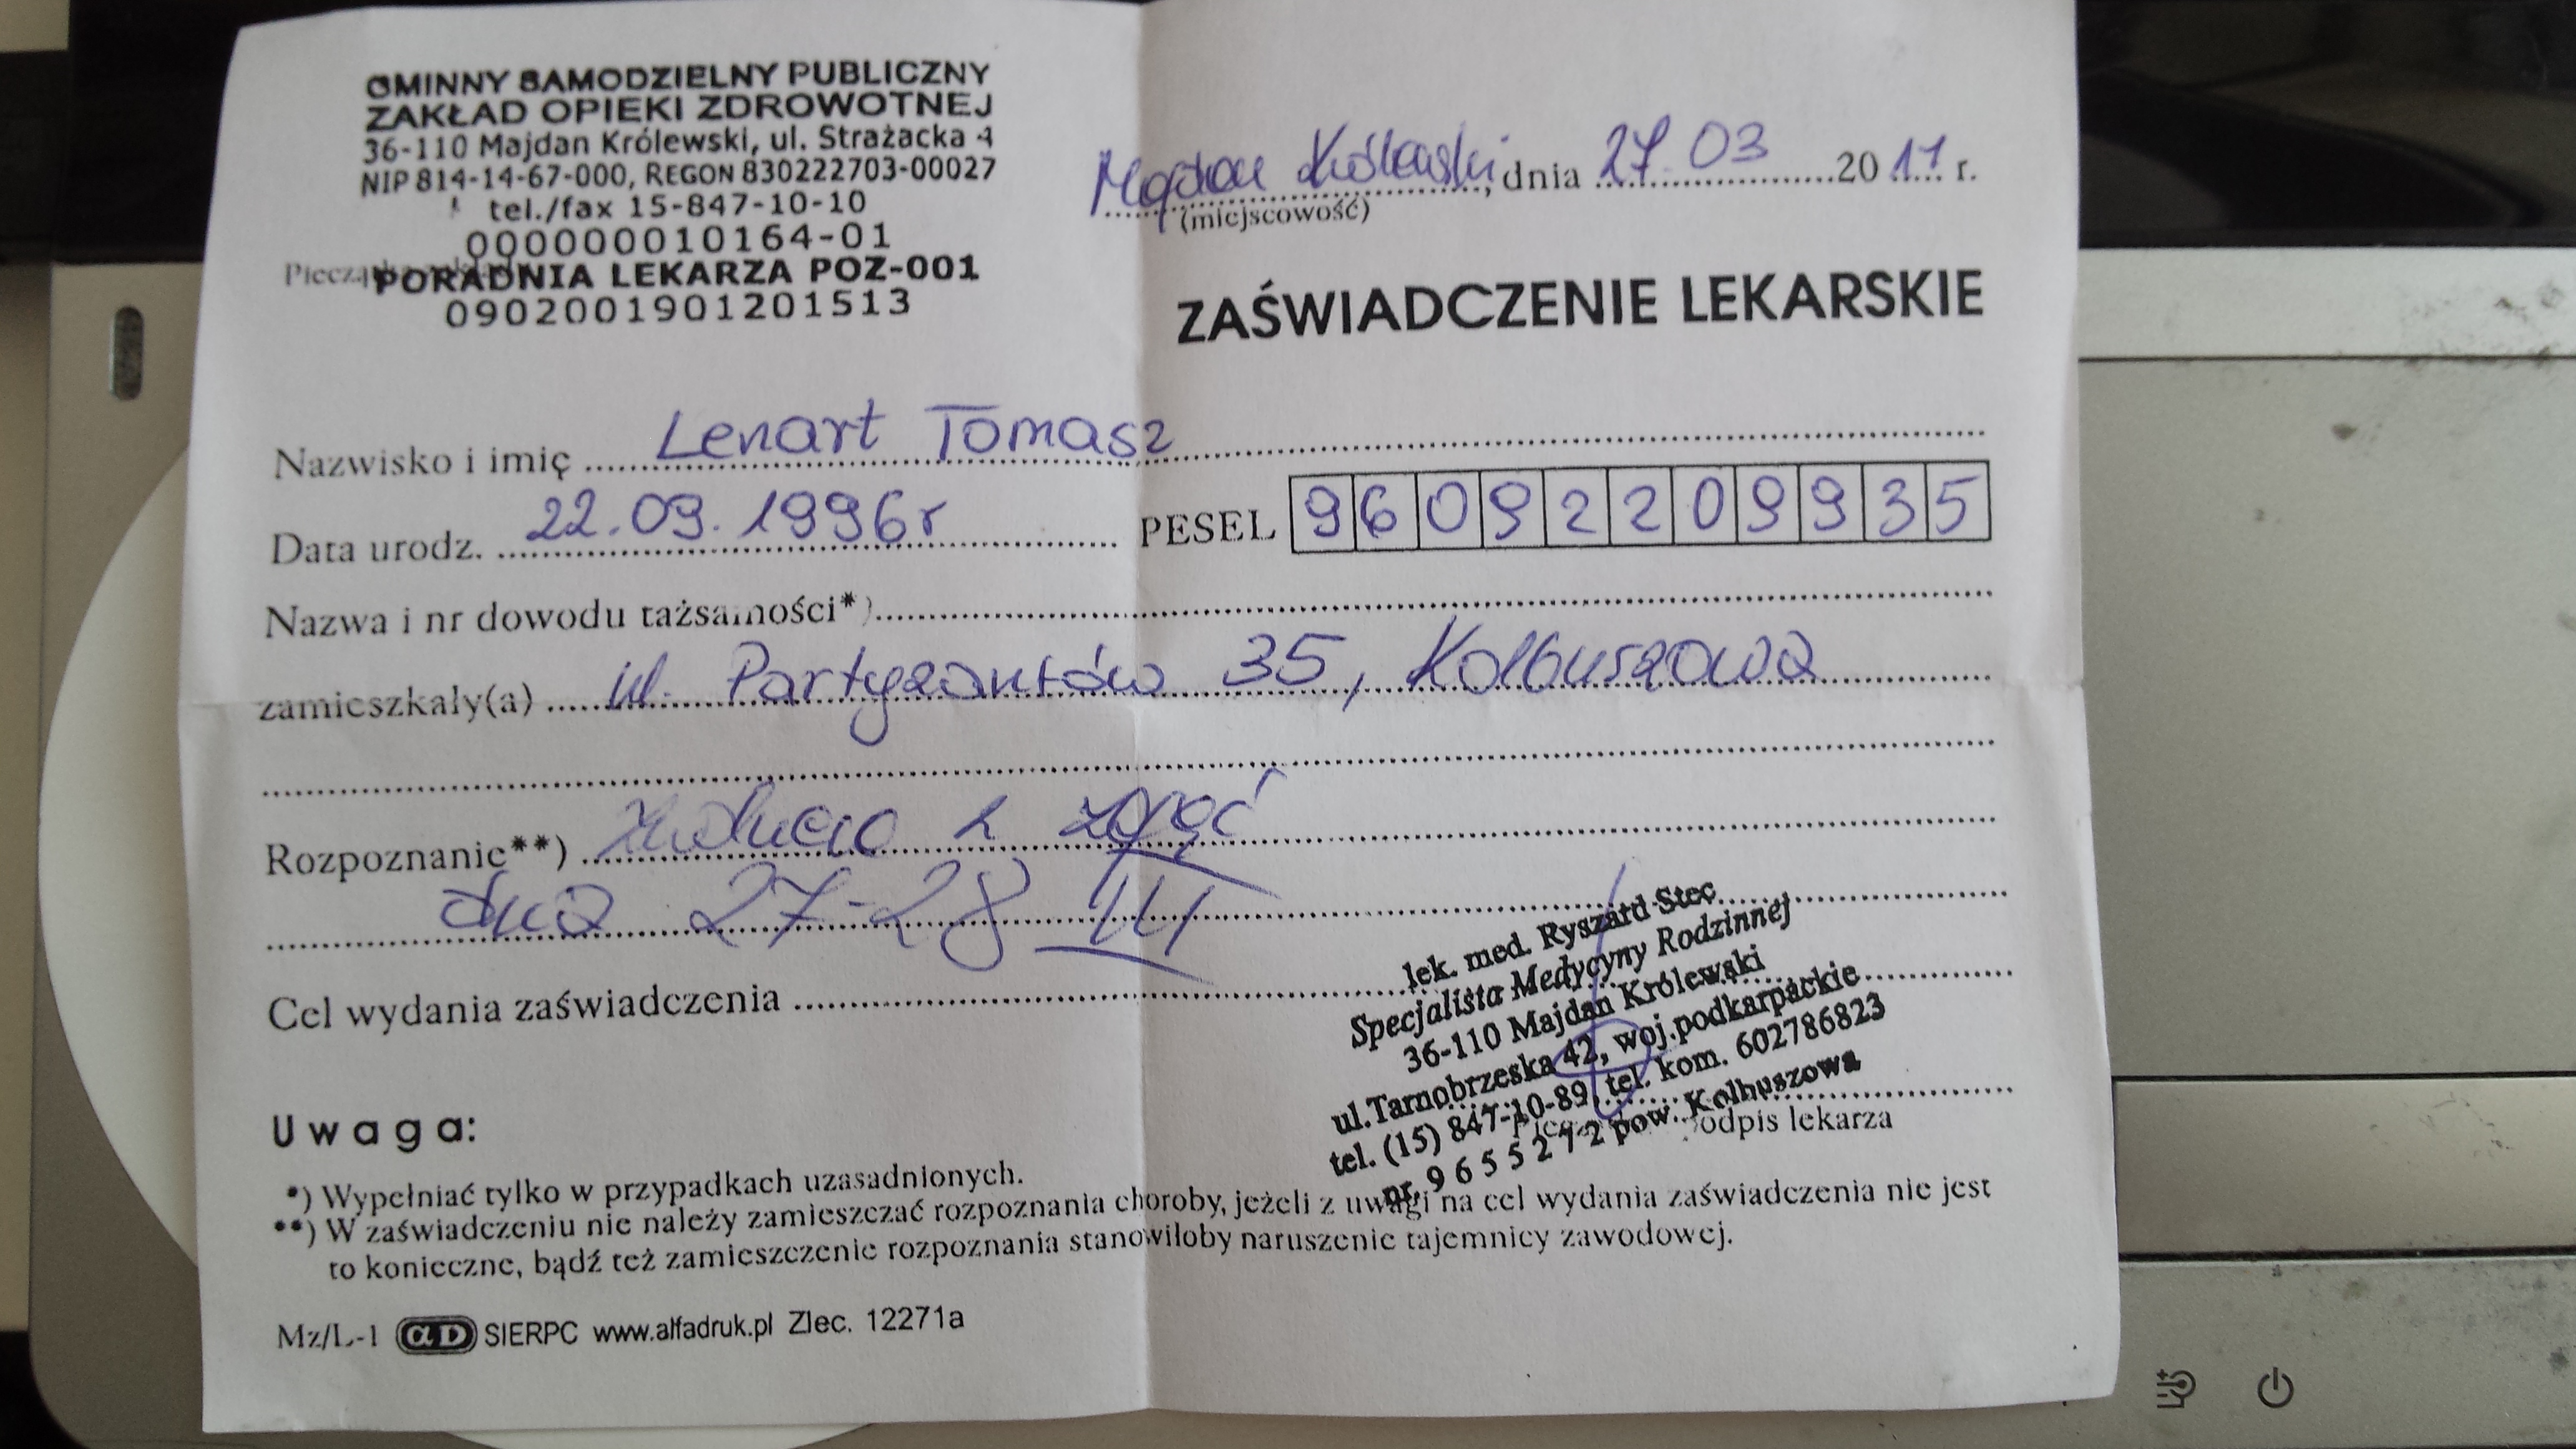 GMINNY SAMODZIELNY PUBLICZNY
ZAKŁAD OPIEKI ZDROWOTNEJ
36-110 Majdan Królewski, ul. Strażacka 4
NIP 814-14-67-000, REGON 830222703-00027
tel./fax 15-847-10-10
000000010164-01
PORADNIA LEKARZA POZ-001
0902001901201513
Majdan Królewski, dnia 27.03 2011 r.
(miejscowość)
ZAŚWIADCZENIE LEKARSKIE
Nazwisko i imię Lenart Tomasz
Data urodz. 22.09.1996r PESEL 96092209935
Nazwa i nr dowodu tażsamości*)
zamieszkały(a) ul. Partyzantów 35, Kolbuszowa
Rozpoznanie**) z zajęć
dnia 27-28 III
Cel wydania zaświadczenia
lek. med. Ryszard Stec
Specjalista Medycyny Rodzinnej
36-110 Majdan Królewski
ul. Tarnobrzeska 42, woj.podkarpackie
tel. (15) 847-10-89, tel. kom. 602786823
nr. 9655272 pow. Kolbuszowa
odpis lekarza
Uwaga:
*) Wypełniać tylko w przypadkach uzasadnionych.
**) W zaświadczeniu nie należy zamieszczać rozpoznania choroby, jeżeli z uwagi na cel wydania zaświadczenia nie jest
to konieczne, bądź też zamieszczenie rozpoznania stanowiłoby naruszenie tajemnicy zawodowej.
Mz/L-1 αD SIERPC www.alfadruk.pl Zlec. 12271a